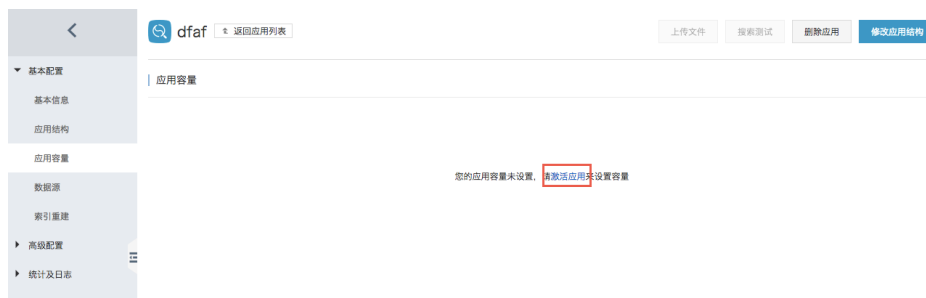 dfaf 返回应用列表 上传文件 搜索测试 删除应用 修改应用结构
基本配置
基本信息
应用结构
应用容量
数据源
索引重建
高级配置
统计及日志
应用容量
您的应用容量未设置，请激活应用来设置容量